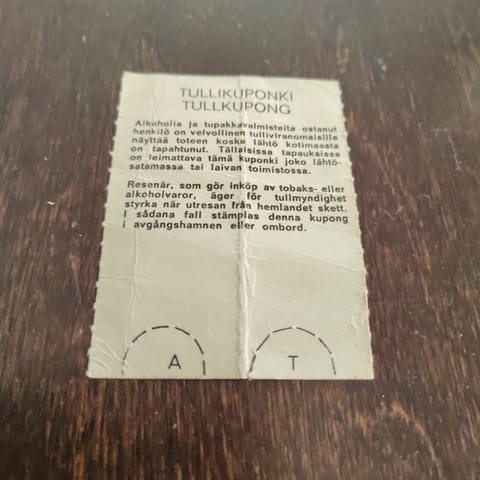 TULLIKUPONKI
TULLKUPONG
Alkoholia ja tupakkavalmisteita ostanut
henkilö on velvollinen tulliviranomaisille
näyttää toteen koska lähtö kotimaasta
on tapahtunut. Tällaisissa tapauksissa
on leimattava tämä kuponki joko lähtö-
satamassa tai laivan toimistossa.
Resenär, som gör inköp av tobaks- eller
alkoholvaror, äger för tullmyndighet
styrka när utresan från hemlandet skett.
I sådana fall stämplas denna kupong
i avgångshamnen eller ombord.
A T